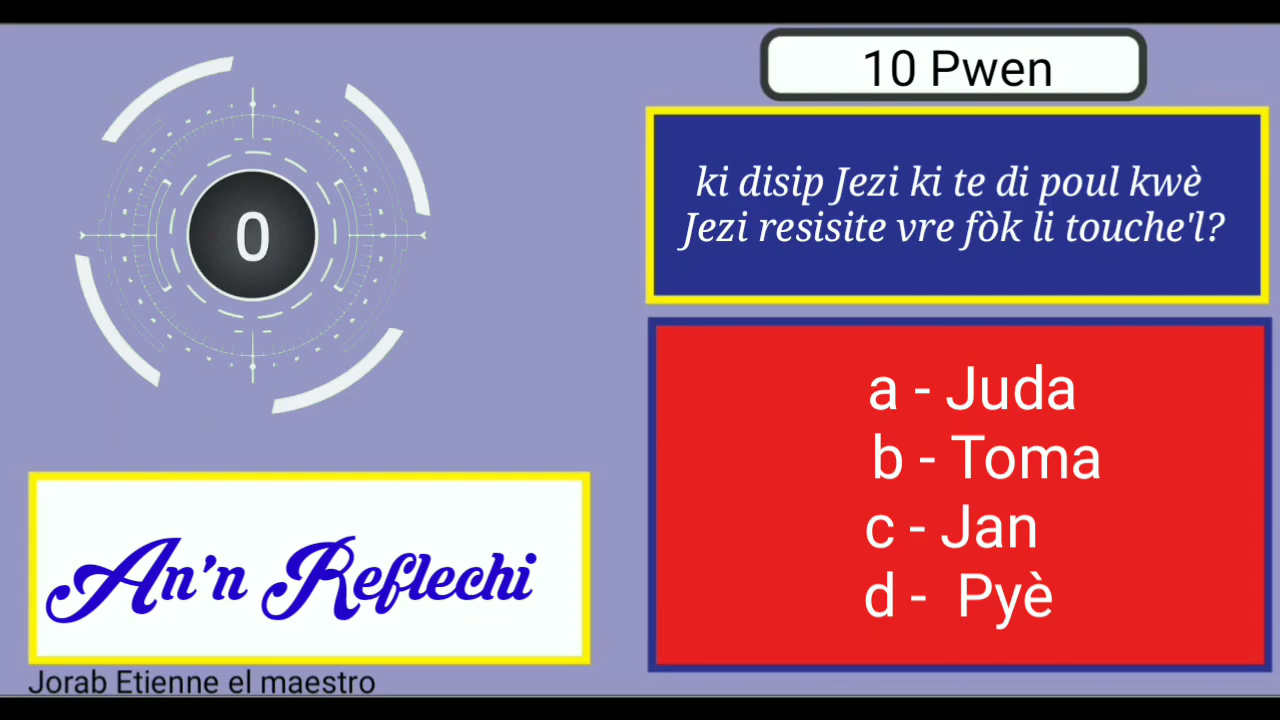 10 Pwen
ki disip Jezi ki te di poul kwè
Jezi resisite vre fòk li touche'l?
0
a - Juda
b - Toma
c - Jan
d - Pyè
An'n Reflechi
Jorab Etienne el maestro